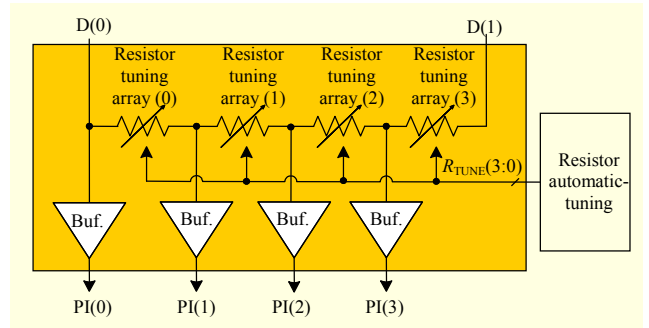 D(0)
D(1)
Resistor
tuning
array (0)
Resistor
tuning
array (1)
Resistor
tuning
array (2)
Resistor
tuning
array (3)
RTUNE(3:0)
Resistor
automatic-
tuning
Buf.
Buf.
Buf.
Buf.
PI(0)
PI(1)
PI(2)
PI(3)